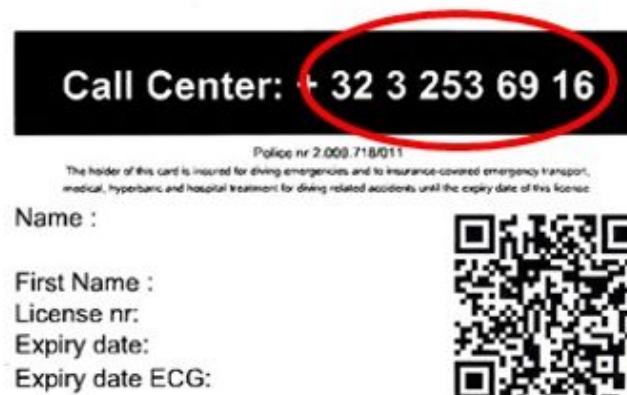 Call Center: + 32 3 253 69 16
Police nr 2.009.718/011
The holder of this card is insured for diving emergencies and to insurance-covered emergency transport,
medical, hyperbaric and hospital treatment for diving related accidents until the expiry date of this license
Name :
First Name :
License nr:
Expiry date:
Expiry date ECG: